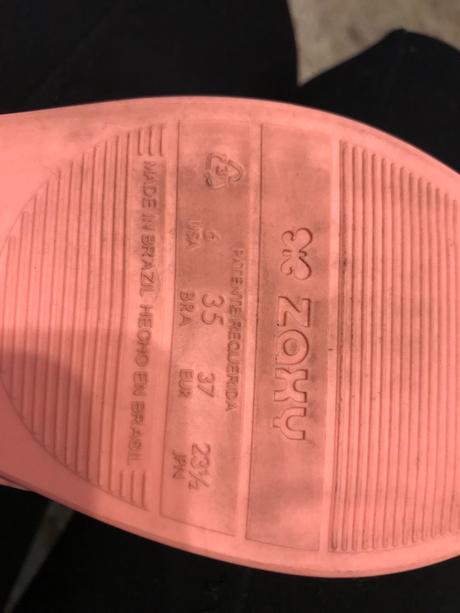 ZAXY
PATENTE REQUERIDA
6 35 37 23½
USA BRA EUR JPN
MADE IN BRAZIL HECHO EN BRASIL